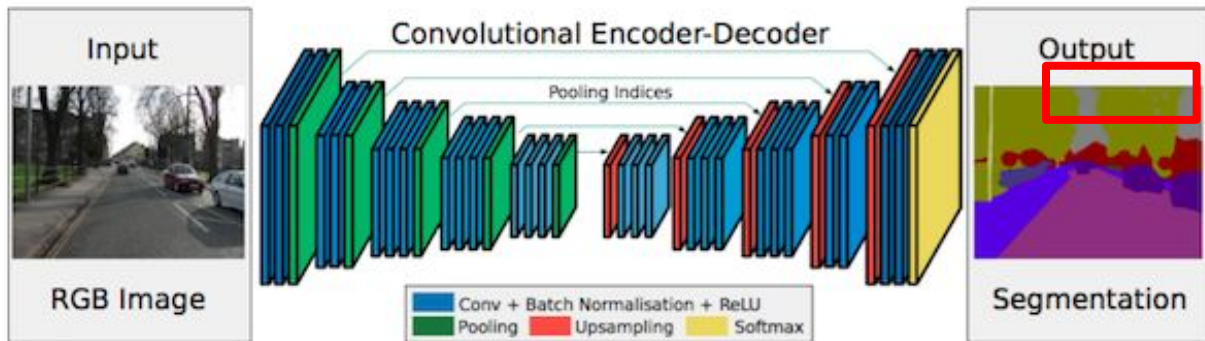 Input
RGB Image
Convolutional Encoder-Decoder
Pooling Indices
Conv + Batch Normalisation + ReLU
Pooling Upsampling Softmax
Output
Segmentation